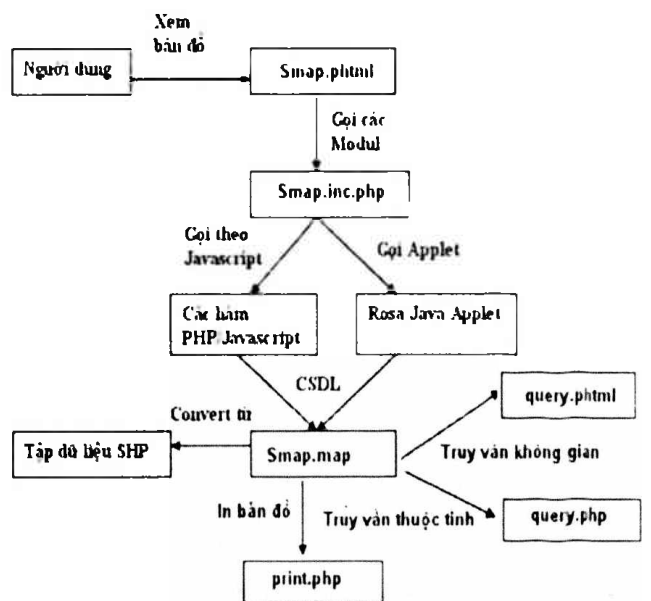 Xem
bản đồ
Người dung
Smap.phtml
Gọi các
Modul
Smap.inc.php
Gọi theo
Javascript
Gọi Applet
Các hàm
PHP/Javascript
Rosa Java Applet
CSDL
query.phtml
Convert từ
Tập dữ liệu SHP
Smap.map
Truy vấn không gian
In bản đồ
Truy vấn thuộc tính
query.php
print.php